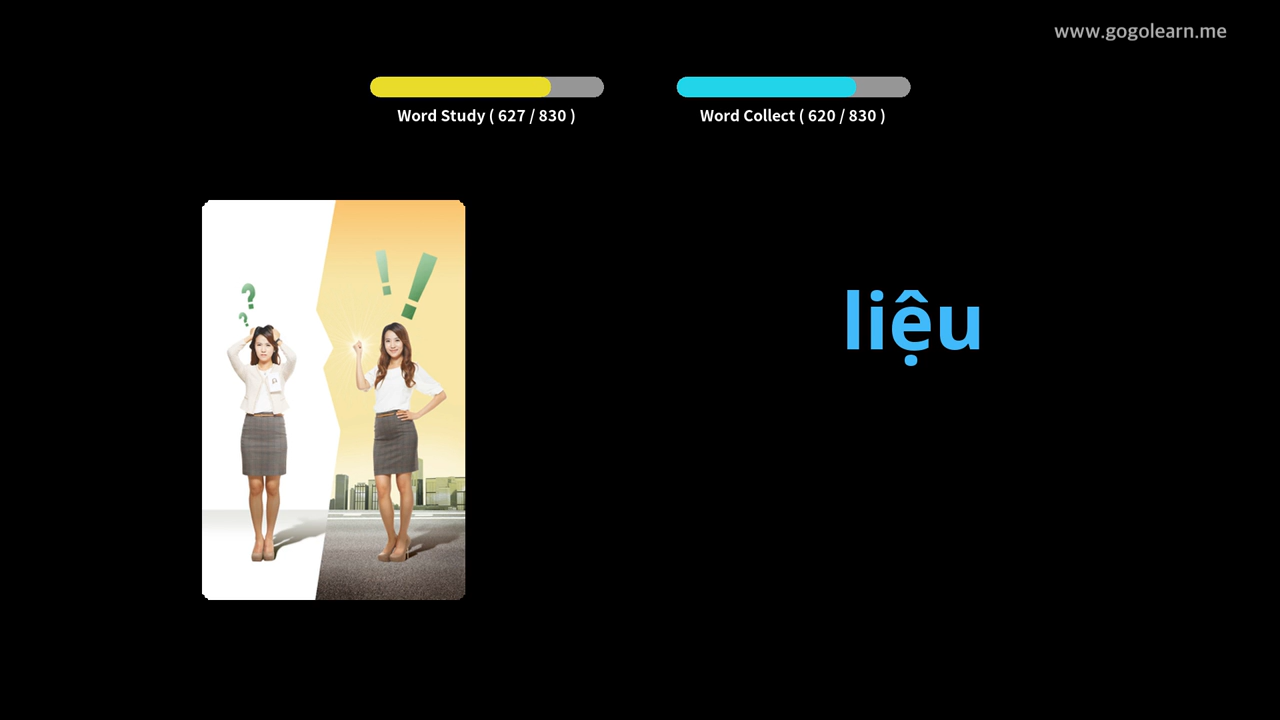 www.gogolearn.me
Word Study ( 627 / 830 )
Word Collect ( 620 / 830 )
? ?
! !
liệu